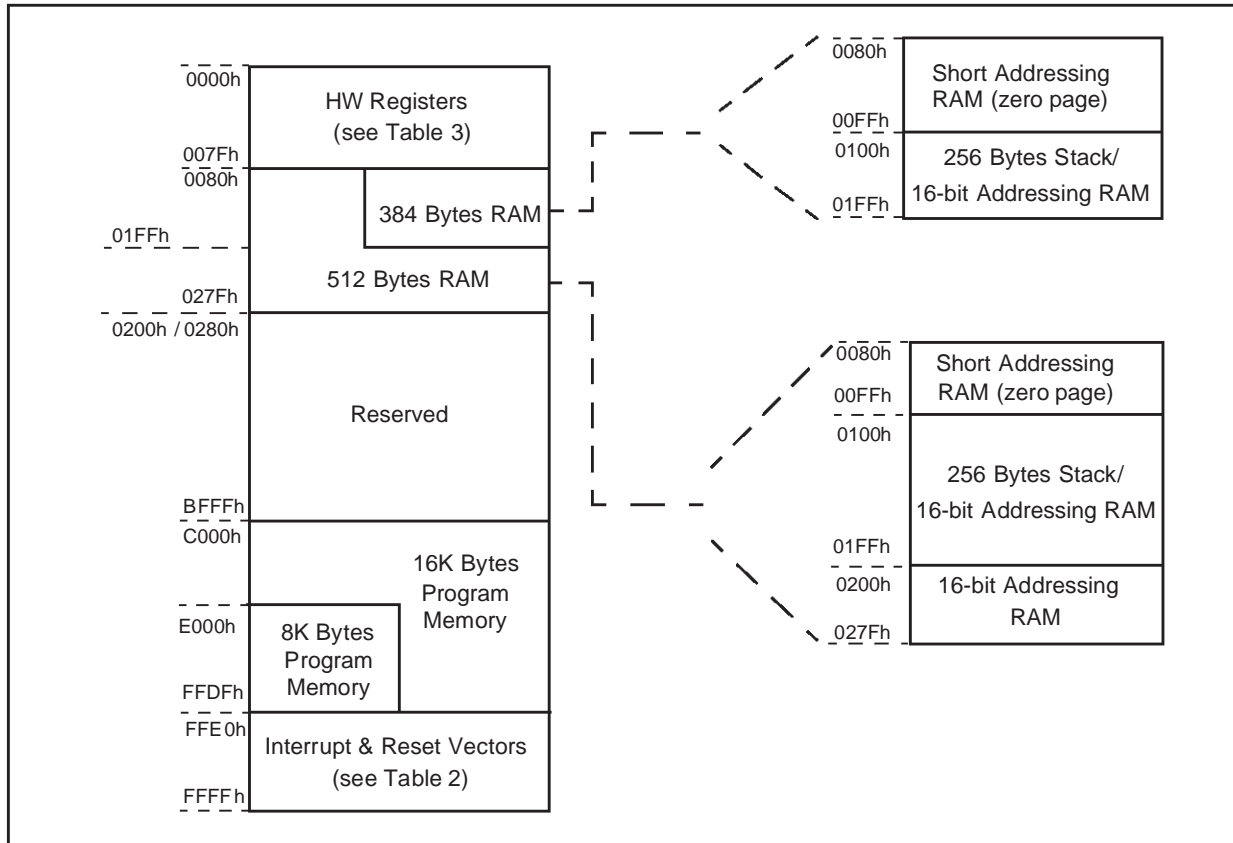 0000h
HW Registers
(see Table 3)
007Fh
0080h
384 Bytes RAM
01FFh
512 Bytes RAM
027Fh
0200h / 0280h
Reserved
BFFFh
C000h
16K Bytes
Program
Memory
E000h
8K Bytes
Program
Memory
FFDFh
FFE0h
Interrupt & Reset Vectors
(see Table 2)
FFFFh
0080h
Short Addressing
RAM (zero page)
00FFh
0100h
256 Bytes Stack/
16-bit Addressing RAM
01FFh
0080h
Short Addressing
RAM (zero page)
00FFh
0100h
256 Bytes Stack/
16-bit Addressing RAM
01FFh
0200h
16-bit Addressing
RAM
027Fh